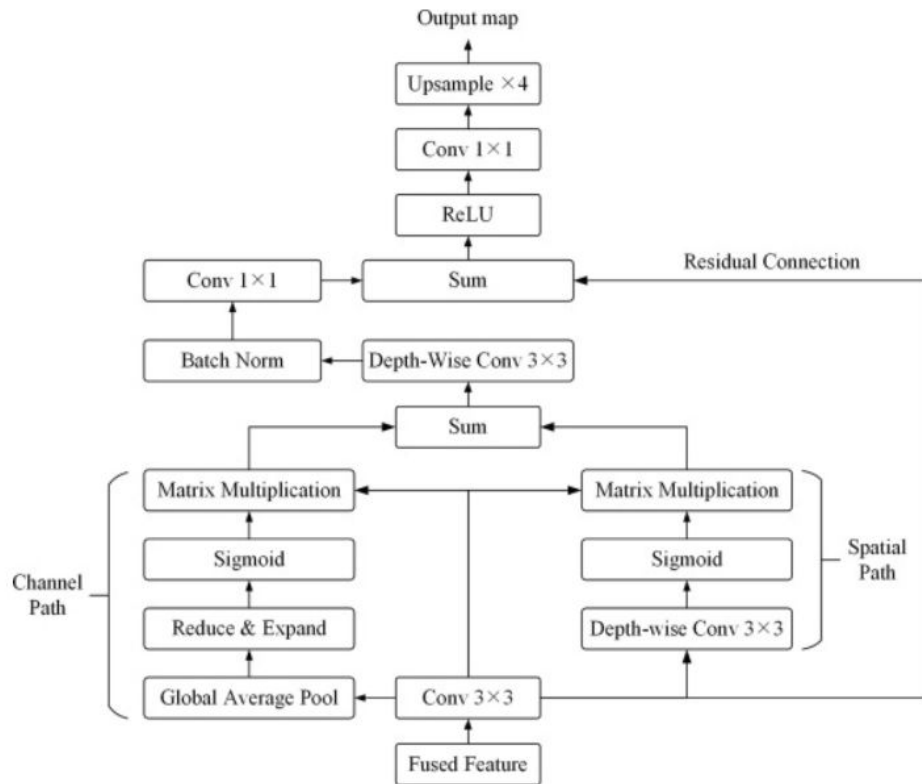 Output map
Upsample ×4
Conv 1×1
ReLU
Residual Connection
Conv 1×1
Sum
Batch Norm
Depth-Wise Conv 3×3
Sum
Matrix Multiplication
Matrix Multiplication
Sigmoid
Sigmoid
Channel
Path
Spatial
Path
Reduce & Expand
Depth-wise Conv 3×3
Global Average Pool
Conv 3×3
Fused Feature